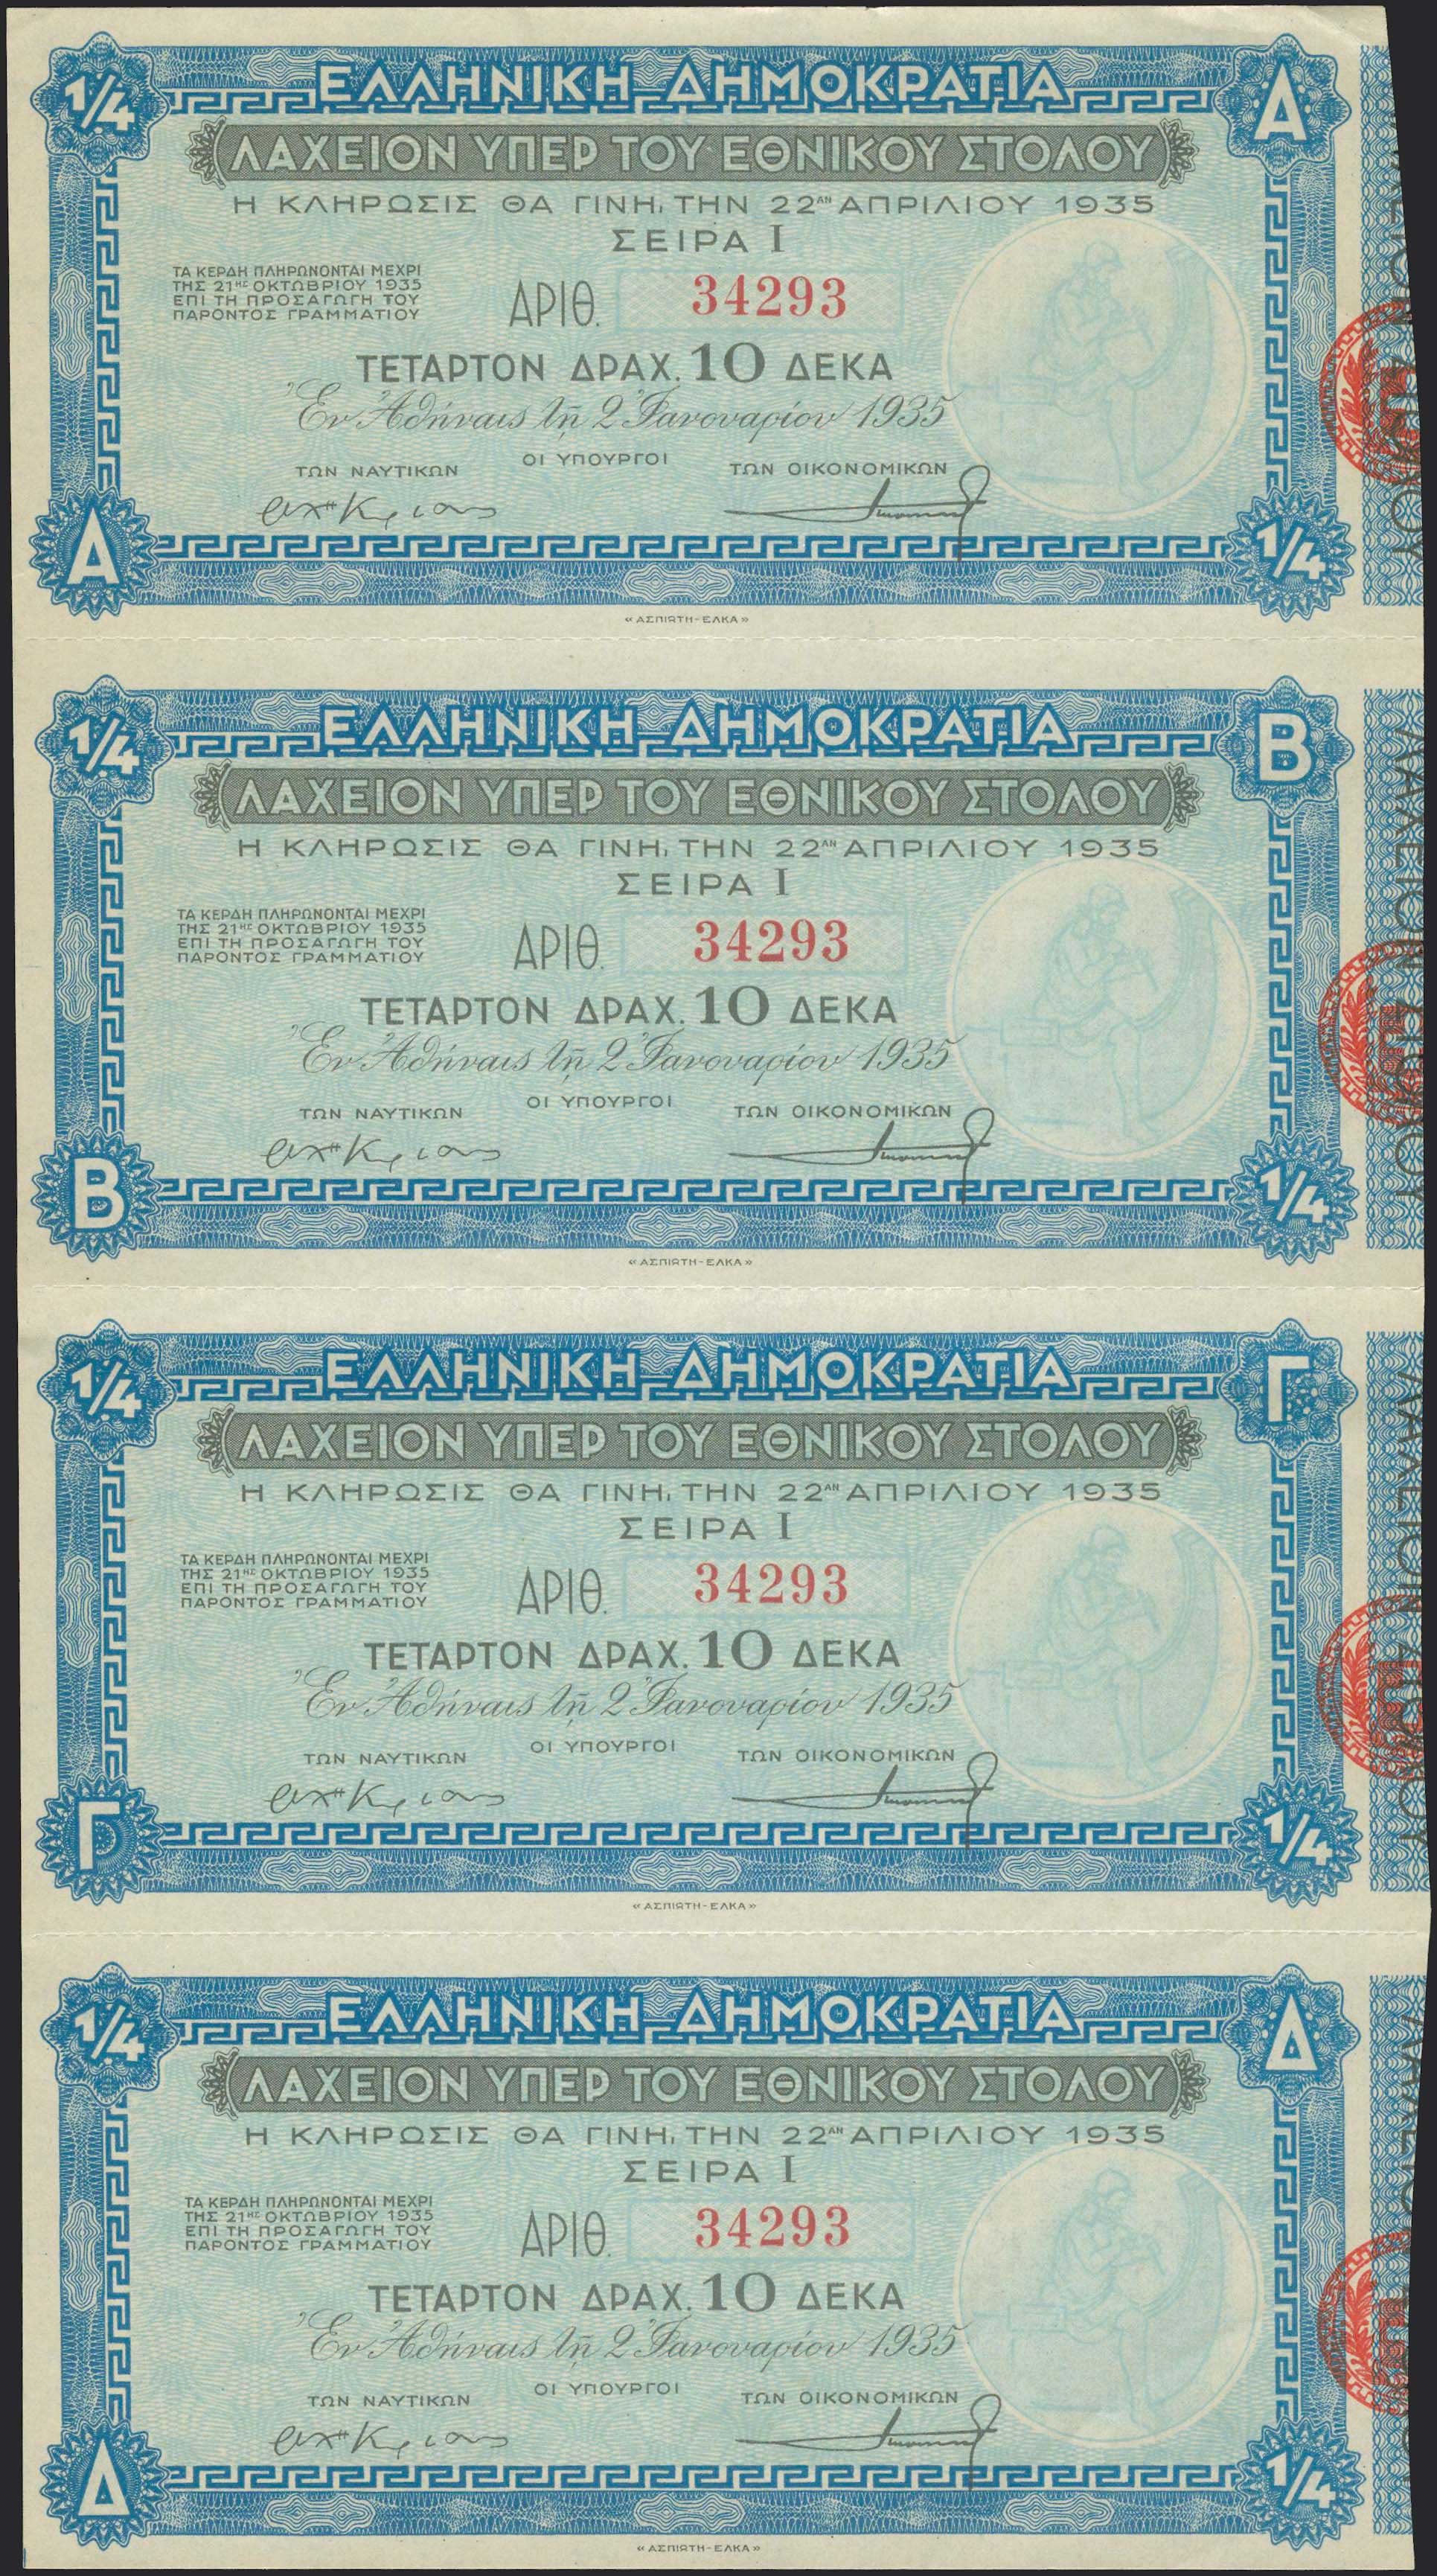 1/4 ΕΛΛΗΝΙΚΗ ΔΗΜΟΚΡΑΤΙΑ Α
ΛΑΧΕΙΟΝ ΥΠΕΡ ΤΟΥ ΕΘΝΙΚΟΥ ΣΤΟΛΟΥ
Η ΚΛΗΡΩΣΙΣ ΘΑ ΓΙΝΗ, ΤΗΝ 22ΑΝ ΑΠΡΙΛΙΟΥ 1935
ΣΕΙΡΑ Ι
ΤΑ ΚΕΡΔΗ ΠΛΗΡΩΝΟΝΤΑΙ ΜΕΧΡΙ
ΤΗΣ 21ΗΣ ΟΚΤΩΒΡΙΟΥ 1935
ΕΠΙ ΤΗ ΠΡΟΣΑΓΩΓΗ ΤΟΥ
ΠΑΡΟΝΤΟΣ ΓΡΑΜΜΑΤΙΟΥ
ΑΡΙΘ. 34293
ΤΕΤΑΡΤΟΝ ΔΡΑΧ. 10 ΔΕΚΑ
Ἐν Ἀθήναις τῇ 2 Ἰανουαρίου 1935
ΟΙ ΥΠΟΥΡΓΟΙ
ΤΩΝ ΝΑΥΤΙΚΩΝ ΤΩΝ ΟΙΚΟΝΟΜΙΚΩΝ
Α 1/4
«ΑΣΠΙΩΤΗ-ΕΛΚΑ»
1/4 ΕΛΛΗΝΙΚΗ ΔΗΜΟΚΡΑΤΙΑ Β
ΛΑΧΕΙΟΝ ΥΠΕΡ ΤΟΥ ΕΘΝΙΚΟΥ ΣΤΟΛΟΥ
Η ΚΛΗΡΩΣΙΣ ΘΑ ΓΙΝΗ, ΤΗΝ 22ΑΝ ΑΠΡΙΛΙΟΥ 1935
ΣΕΙΡΑ Ι
ΤΑ ΚΕΡΔΗ ΠΛΗΡΩΝΟΝΤΑΙ ΜΕΧΡΙ
ΤΗΣ 21ΗΣ ΟΚΤΩΒΡΙΟΥ 1935
ΕΠΙ ΤΗ ΠΡΟΣΑΓΩΓΗ ΤΟΥ
ΠΑΡΟΝΤΟΣ ΓΡΑΜΜΑΤΙΟΥ
ΑΡΙΘ. 34293
ΤΕΤΑΡΤΟΝ ΔΡΑΧ. 10 ΔΕΚΑ
Ἐν Ἀθήναις τῇ 2 Ἰανουαρίου 1935
ΟΙ ΥΠΟΥΡΓΟΙ
ΤΩΝ ΝΑΥΤΙΚΩΝ ΤΩΝ ΟΙΚΟΝΟΜΙΚΩΝ
Β 1/4
«ΑΣΠΙΩΤΗ-ΕΛΚΑ»
1/4 ΕΛΛΗΝΙΚΗ ΔΗΜΟΚΡΑΤΙΑ Γ
ΛΑΧΕΙΟΝ ΥΠΕΡ ΤΟΥ ΕΘΝΙΚΟΥ ΣΤΟΛΟΥ
Η ΚΛΗΡΩΣΙΣ ΘΑ ΓΙΝΗ, ΤΗΝ 22ΑΝ ΑΠΡΙΛΙΟΥ 1935
ΣΕΙΡΑ Ι
ΤΑ ΚΕΡΔΗ ΠΛΗΡΩΝΟΝΤΑΙ ΜΕΧΡΙ
ΤΗΣ 21ΗΣ ΟΚΤΩΒΡΙΟΥ 1935
ΕΠΙ ΤΗ ΠΡΟΣΑΓΩΓΗ ΤΟΥ
ΠΑΡΟΝΤΟΣ ΓΡΑΜΜΑΤΙΟΥ
ΑΡΙΘ. 34293
ΤΕΤΑΡΤΟΝ ΔΡΑΧ. 10 ΔΕΚΑ
Ἐν Ἀθήναις τῇ 2 Ἰανουαρίου 1935
ΟΙ ΥΠΟΥΡΓΟΙ
ΤΩΝ ΝΑΥΤΙΚΩΝ ΤΩΝ ΟΙΚΟΝΟΜΙΚΩΝ
Γ 1/4
«ΑΣΠΙΩΤΗ-ΕΛΚΑ»
1/4 ΕΛΛΗΝΙΚΗ ΔΗΜΟΚΡΑΤΙΑ Δ
ΛΑΧΕΙΟΝ ΥΠΕΡ ΤΟΥ ΕΘΝΙΚΟΥ ΣΤΟΛΟΥ
Η ΚΛΗΡΩΣΙΣ ΘΑ ΓΙΝΗ, ΤΗΝ 22ΑΝ ΑΠΡΙΛΙΟΥ 1935
ΣΕΙΡΑ Ι
ΤΑ ΚΕΡΔΗ ΠΛΗΡΩΝΟΝΤΑΙ ΜΕΧΡΙ
ΤΗΣ 21ΗΣ ΟΚΤΩΒΡΙΟΥ 1935
ΕΠΙ ΤΗ ΠΡΟΣΑΓΩΓΗ ΤΟΥ
ΠΑΡΟΝΤΟΣ ΓΡΑΜΜΑΤΙΟΥ
ΑΡΙΘ. 34293
ΤΕΤΑΡΤΟΝ ΔΡΑΧ. 10 ΔΕΚΑ
Ἐν Ἀθήναις τῇ 2 Ἰανουαρίου 1935
ΟΙ ΥΠΟΥΡΓΟΙ
ΤΩΝ ΝΑΥΤΙΚΩΝ ΤΩΝ ΟΙΚΟΝΟΜΙΚΩΝ
Δ 1/4
«ΑΣΠΙΩΤΗ-ΕΛΚΑ»